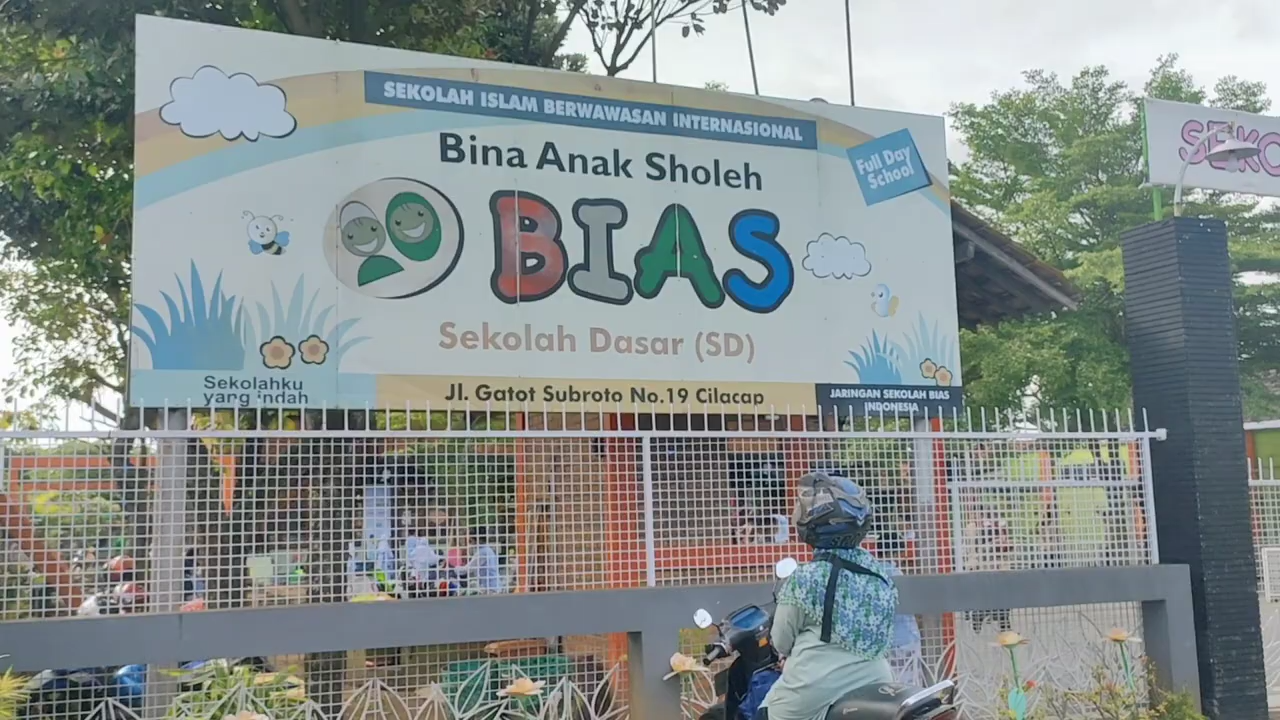 SEKOLAH ISLAM BERWAWASAN INTERNASIONAL
Bina Anak Sholeh
Full Day
School
BIAS
Sekolah Dasar (SD)
Sekolahku
yang indah
Jl. Gatot Subroto No.19 Cilacap
JARINGAN SEKOLAH BIAS
INDONESIA